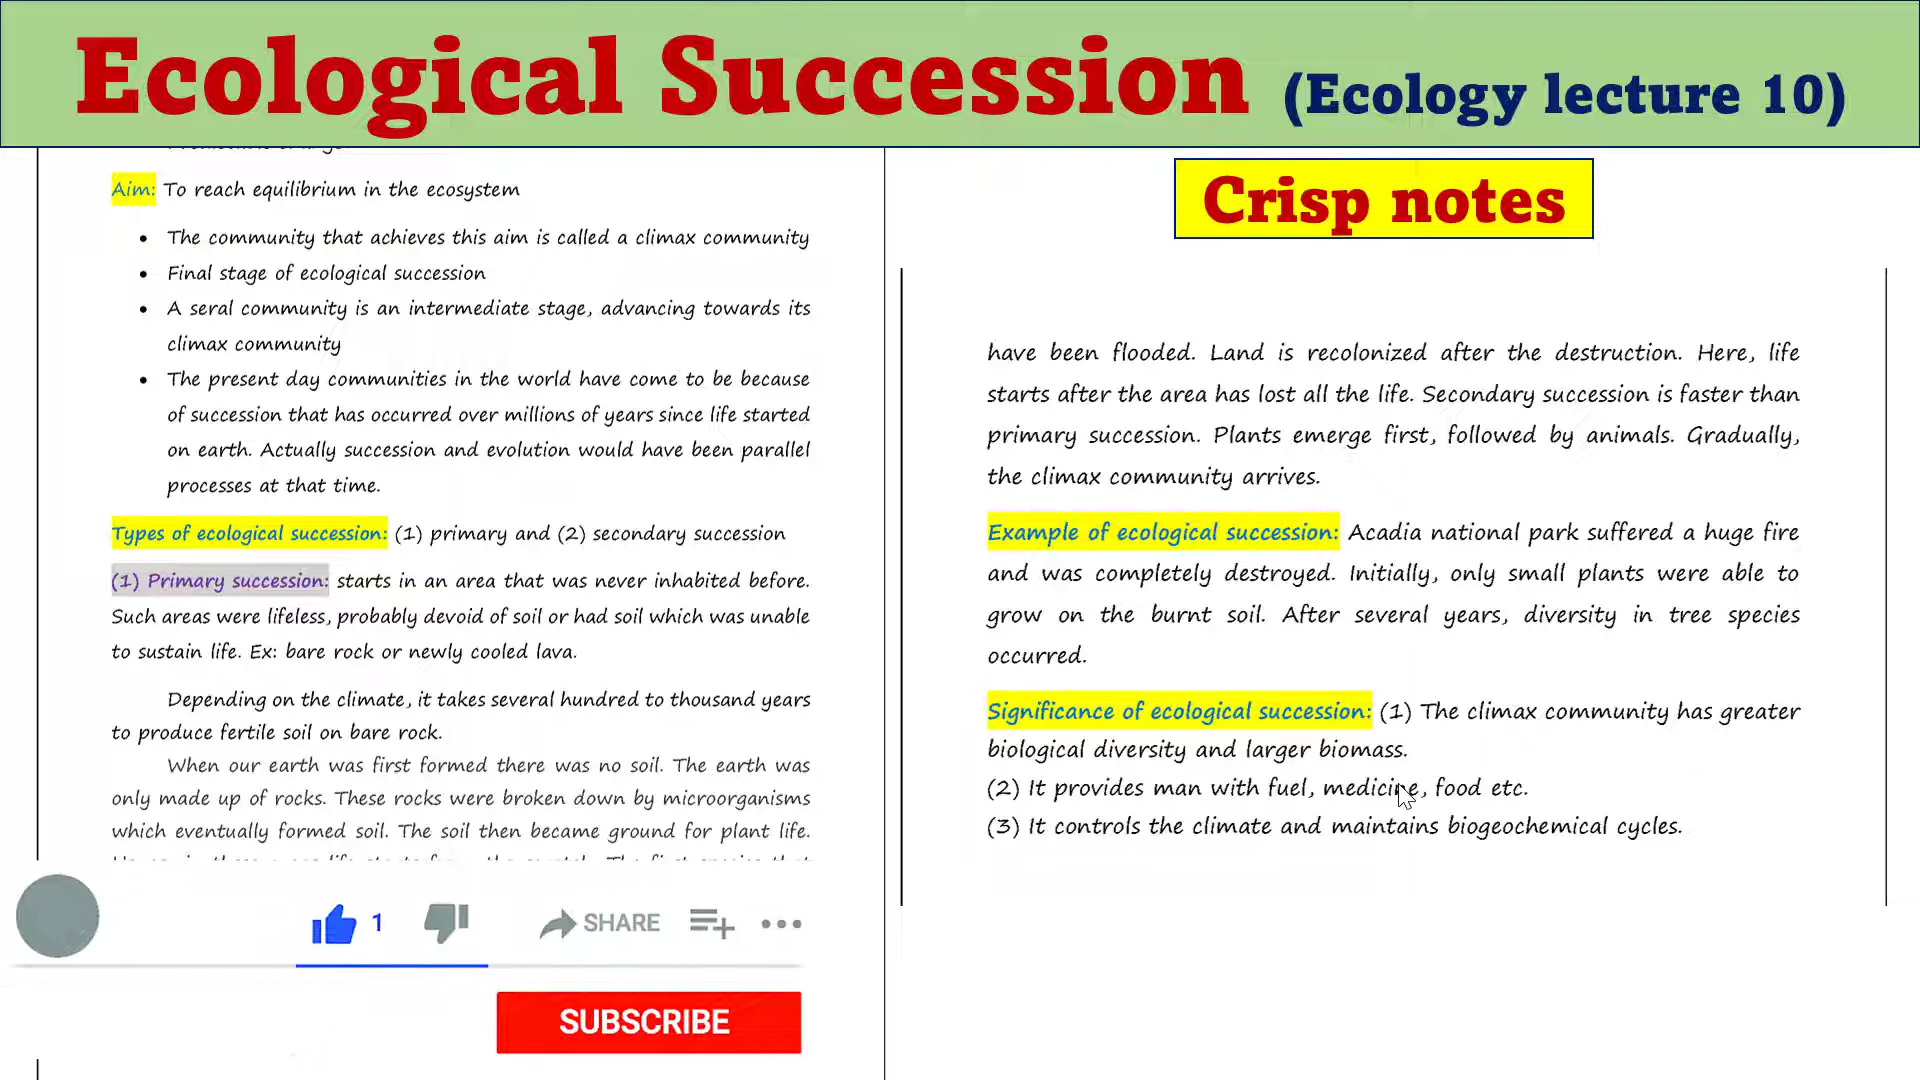 Ecological Succession (Ecology lecture 10)
Aim: To reach equilibrium in the ecosystem
• The community that achieves this aim is called a climax community
• Final stage of ecological succession
• A seral community is an intermediate stage, advancing towards its
climax community
• The present day communities in the world have come to be because
of succession that has occurred over millions of years since life started
on earth. Actually succession and evolution would have been parallel
processes at that time.
Types of ecological succession: (1) primary and (2) secondary succession
(1) Primary succession: starts in an area that was never inhabited before.
Such areas were lifeless, probably devoid of soil or had soil which was unable
to sustain life. Ex: bare rock or newly cooled lava.
Depending on the climate, it takes several hundred to thousand years
to produce fertile soil on bare rock.
When our earth was first formed there was no soil. The earth was
only made up of rocks. These rocks were broken down by microorganisms
which eventually formed soil. The soil then became ground for plant life.
1
SHARE
SUBSCRIBE
Crisp notes
have been flooded. Land is recolonized after the destruction. Here, life
starts after the area has lost all the life. Secondary succession is faster than
primary succession. Plants emerge first, followed by animals. Gradually,
the climax community arrives.
Example of ecological succession: Acadia national park suffered a huge fire
and was completely destroyed. Initially, only small plants were able to
grow on the burnt soil. After several years, diversity in tree species
occurred.
Significance of ecological succession: (1) The climax community has greater
biological diversity and larger biomass.
(2) It provides man with fuel, medicine, food etc.
(3) It controls the climate and maintains biogeochemical cycles.